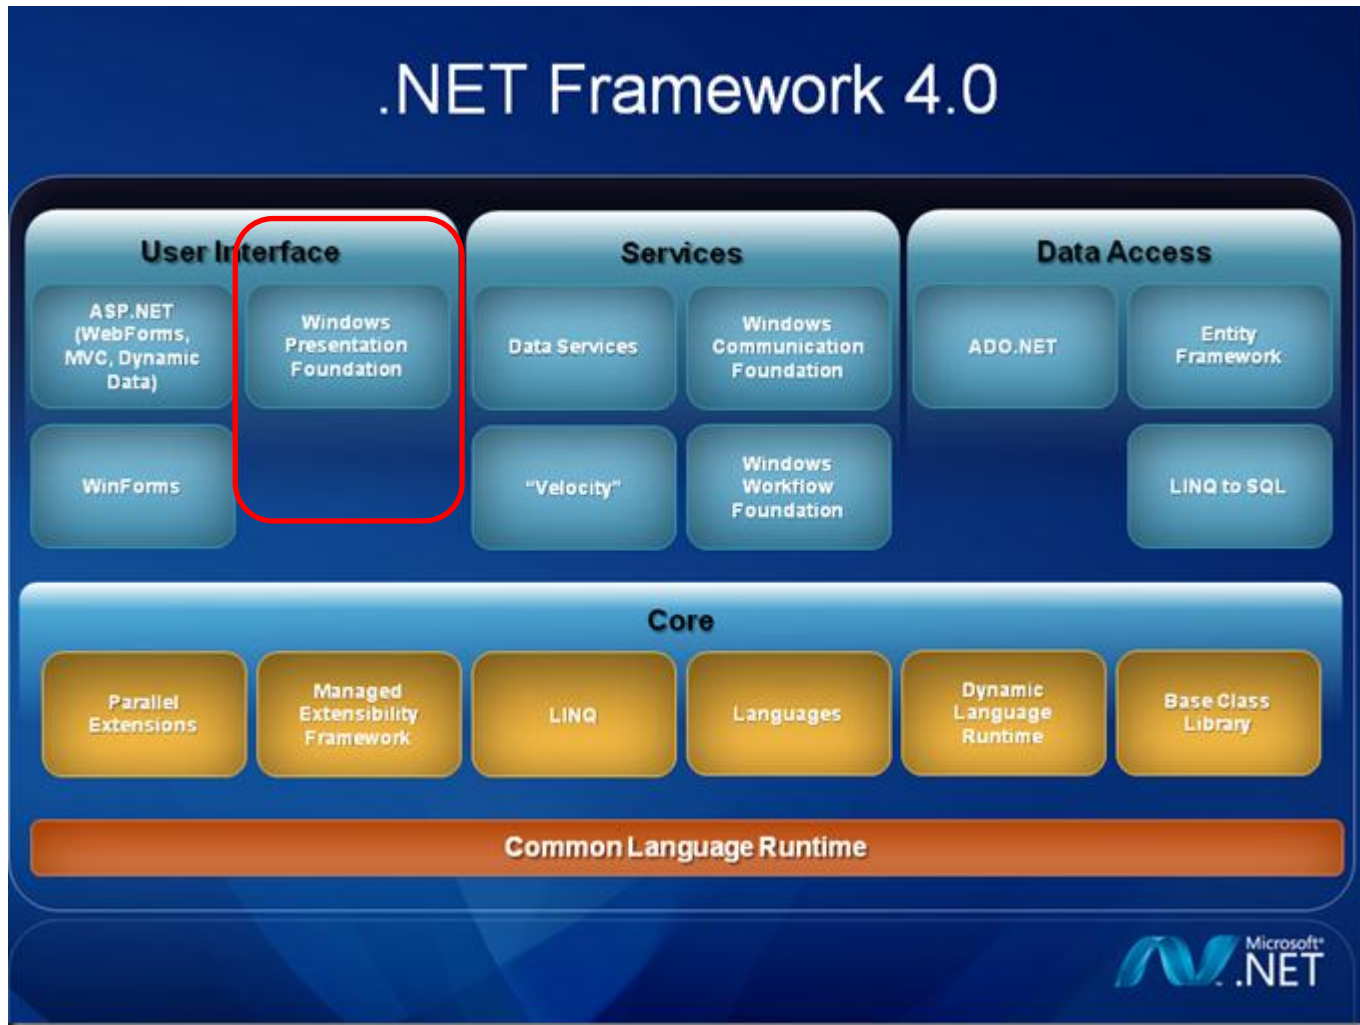 .NET Framework 4.0
User Interface
ASP.NET
(WebForms,
MVC, Dynamic
Data)
Windows
Presentation
Foundation
WinForms
Services
Data Services
Windows
Communication
Foundation
"Velocity"
Windows
Workflow
Foundation
Data Access
ADO.NET
Entity
Framework
LINQ to SQL
Core
Parallel
Extensions
Managed
Extensibility
Framework
LINQ
Languages
Dynamic
Language
Runtime
Base Class
Library
Common Language Runtime
Microsoft®
.NET